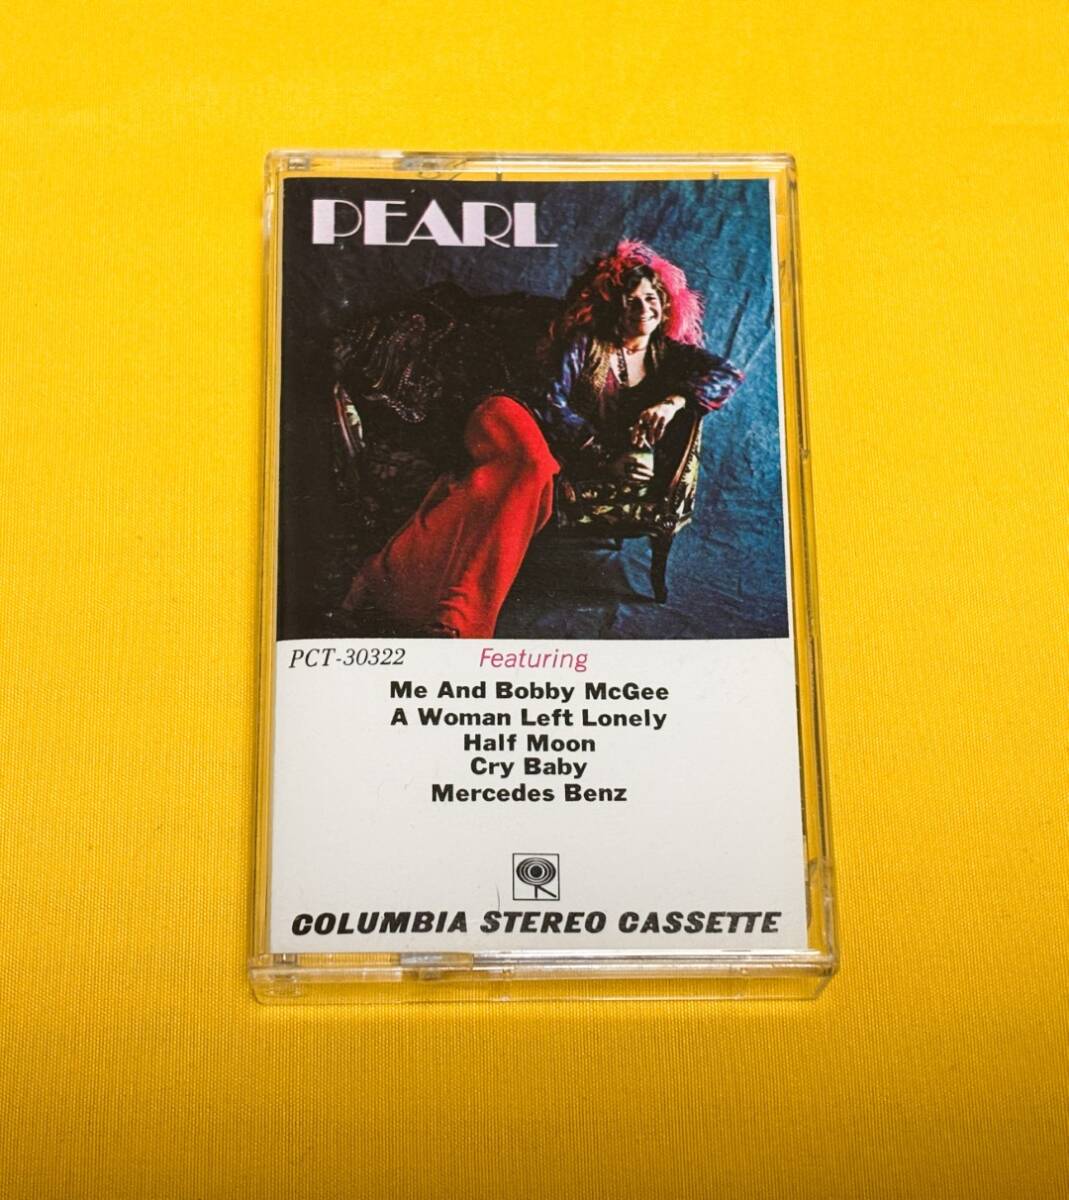 PEARL
PCT-30322 Featuring
Me And Bobby McGee
A Woman Left Lonely
Half Moon
Cry Baby
Mercedes Benz
COLUMBIA STEREO CASSETTE